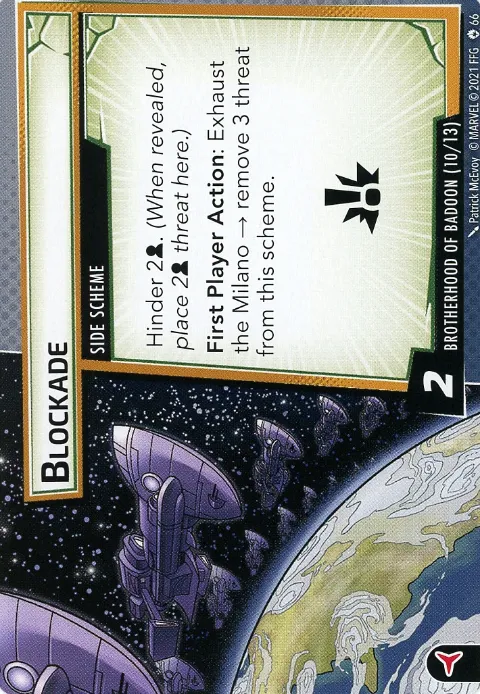 BLOCKADE
SIDE SCHEME
Hinder 2. (When revealed,
place 2 threat here.)
First Player Action: Exhaust
the Milano → remove 3 threat
from this scheme.
2
BROTHERHOOD OF BADOON (10/13)
Patrick McEvoy © MARVEL © 2021 FFG 66